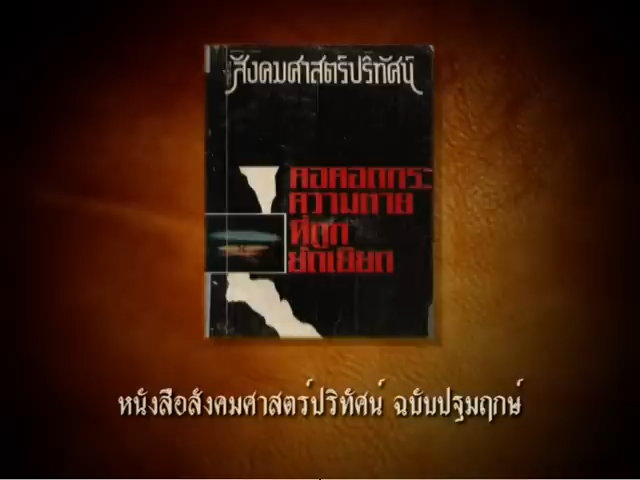 สังคมศาสตร์ปริทัศน์
คอคอดกระ
ความตาย
ที่ถูก
ยัดเยียด
หนังสือสังคมศาสตร์ปริทัศน์ ฉบับปฐมฤกษ์